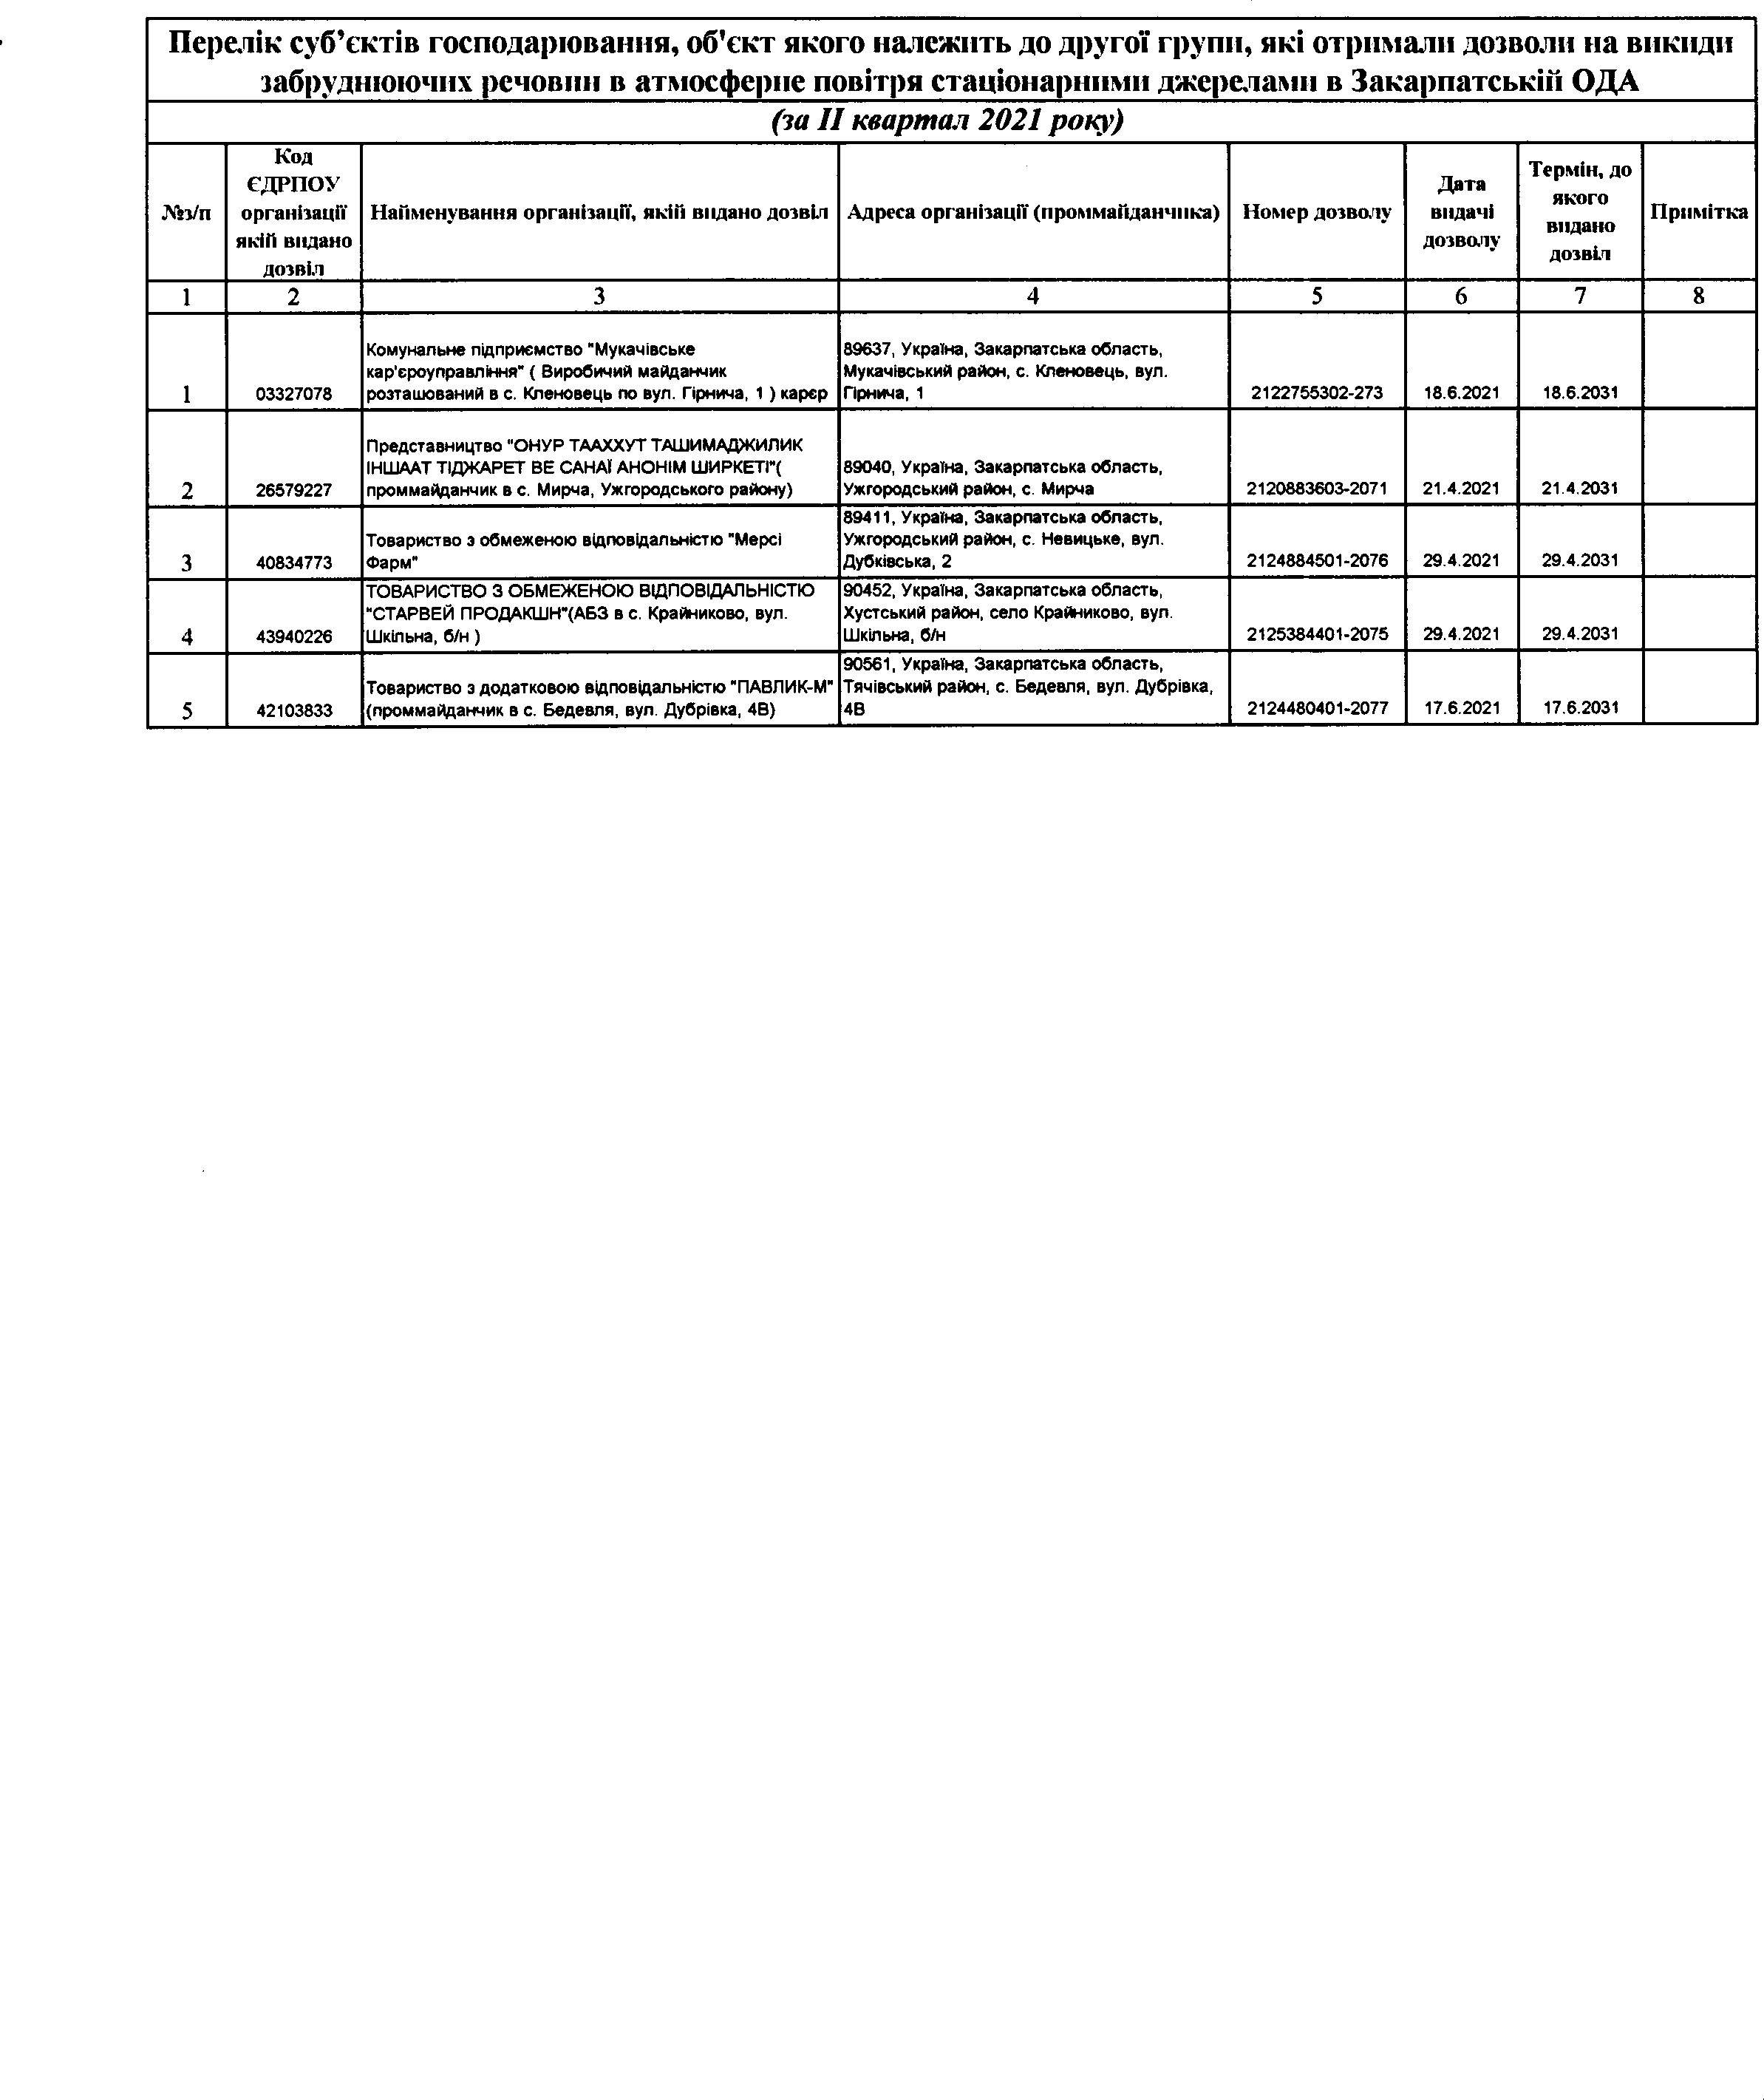 Перелік суб’єктів господарювання, об'єкт якого належить до другої групи, які отримали дозволи на викиди
забруднюючих речовин в атмосферне повітря стаціонарними джерелами в Закарпатській ОДА
(за ІІ квартал 2021 року)
№з/п
Код
ЄДРПОУ
організації
якій видано
дозвіл
Найменування організації, якій видано дозвіл
Адреса організації (проммайданчика)
Номер дозволу
Дата
видачі
дозволу
Термін, до
якого
видано
дозвіл
Примітка
1 2 3 4 5 6 7 8
1
03327078
Комунальне підприємство "Мукачівське
кар'єроуправління" ( Виробичий майданчик
розташований в с. Кленовець по вул. Гірнича, 1 ) карєр
89637, Україна, Закарпатська область,
Мукачівський район, с. Кленовець, вул.
Гірнича, 1
2122755302-273
18.6.2021
18.6.2031
2
26579227
Представництво "ОНУР ТААХХУТ ТАШИМАДЖИЛИК
ІНШААТ ТІДЖАРЕТ ВЕ САНАЇ АНОНІМ ШИРКЕТІ"(
проммайданчик в с. Мирча, Ужгородського району)
89040, Україна, Закарпатська область,
Ужгородський район, с. Мирча
2120883603-2071
21.4.2021
21.4.2031
3
40834773
Товариство з обмеженою відповідальністю "Мерсі
Фарм"
89411, Україна, Закарпатська область,
Ужгородський район, с. Невицьке, вул.
Дубківська, 2
2124884501-2076
29.4.2021
29.4.2031
4
43940226
ТОВАРИСТВО З ОБМЕЖЕНОЮ ВІДПОВІДАЛЬНІСТЮ
"СТАРВЕЙ ПРОДАКШН"(АБЗ в с. Крайниково, вул.
Шкільна, б/н )
90452, Україна, Закарпатська область,
Хустський район, село Крайниково, вул.
Шкільна, б/н
2125384401-2075
29.4.2021
29.4.2031
5
42103833
Товариство з додатковою відповідальністю "ПАВЛИК-М"
(проммайданчик в с. Бедевля, вул. Дубрівка, 4В)
90561, Україна, Закарпатська область,
Тячівський район, с. Бедевля, вул. Дубрівка,
4В
2124480401-2077
17.6.2021
17.6.2031